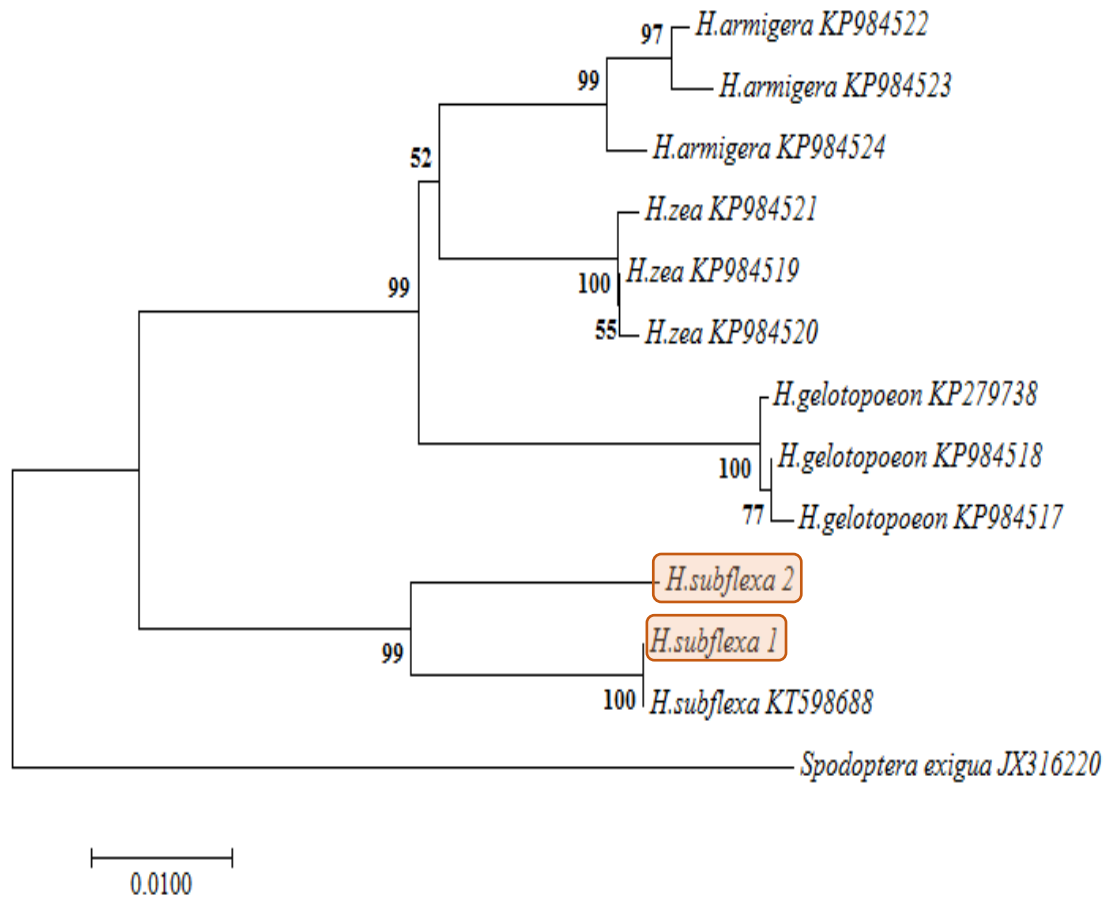 97
H.armigera KP984522
H.armigera KP984523
99
H.armigera KP984524
52
H.zea KP984521
H.zea KP984519
100
99
55
H.zea KP984520
H.gelotopoeon KP279738
H.gelotopoeon KP984518
100
77
H.gelotopoeon KP984517
H.subflexa 2
H.subflexa 1
99
100
H.subflexa KT598688
Spodoptera exigua JX316220
0.0100